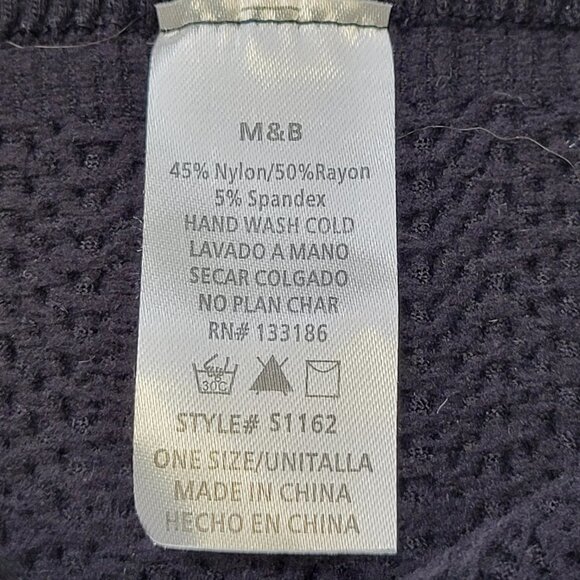 M&B
45% Nylon/50%Rayon
5% Spandex
HAND WASH COLD
LAVADO A MANO
SECAR COLGADO
NO PLAN CHAR
RN# 133186
30C
STYLE# S1162
ONE SIZE/UNITALLA
MADE IN CHINA
HECHO EN CHINA